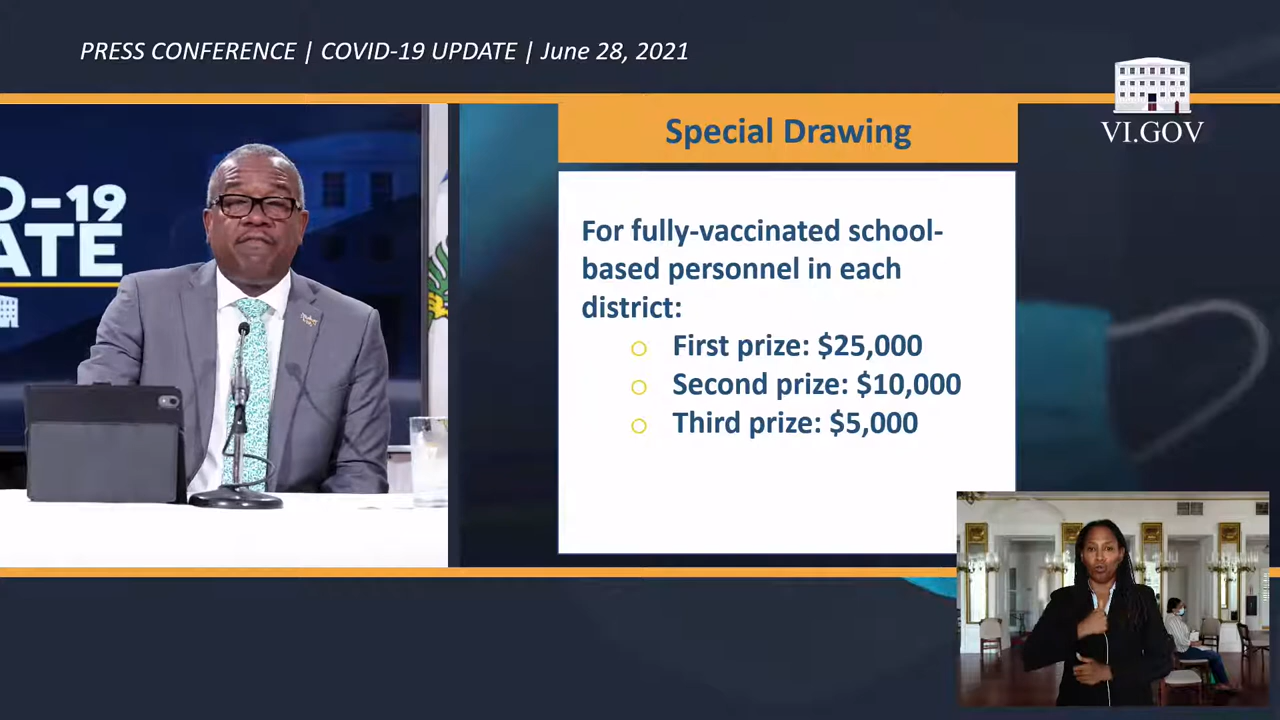 PRESS CONFERENCE | COVID-19 UPDATE | June 28, 2021
VI.GOV
D-19
ATE
Special Drawing
For fully-vaccinated school-
based personnel in each
district:
First prize: $25,000
Second prize: $10,000
Third prize: $5,000